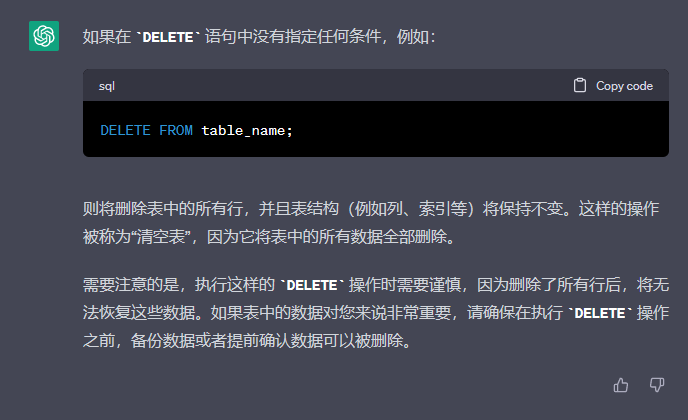 如果在 `DELETE` 语句中没有指定任何条件，例如：
sql Copy code
DELETE FROM table_name;
则将删除表中的所有行，并且表结构（例如列、索引等）将保持不变。这样的操作
被称为“清空表”，因为它将表中的所有数据全部删除。
需要注意的是，执行这样的 `DELETE` 操作时需要谨慎，因为删除了所有行后，将无
法恢复这些数据。如果表中的数据对您来说非常重要，请确保在执行 `DELETE` 操作
之前，备份数据或者提前确认数据可以被删除。